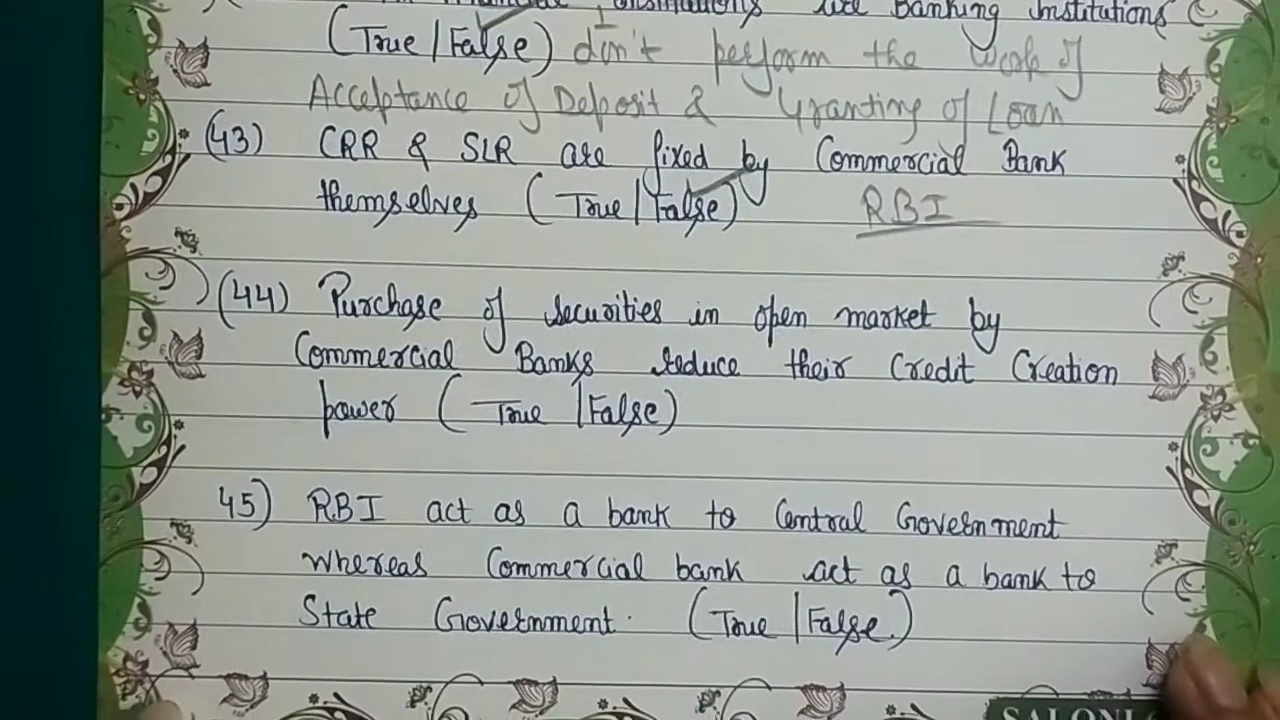 Institutions like Banking Institutions
(True / False) don't perform the work of
Acceptance of Deposit & Granting of Loan
(43) CRR & SLR are fixed by Commercial Bank
themselves (True / False) RBI
(44) Purchase of securities in open market by
Commercial Banks reduce their Credit Creation
power (True / False)
45) RBI act as a bank to Central Government
whereas Commercial bank act as a bank to
State Government. (True / False.)
SALONI